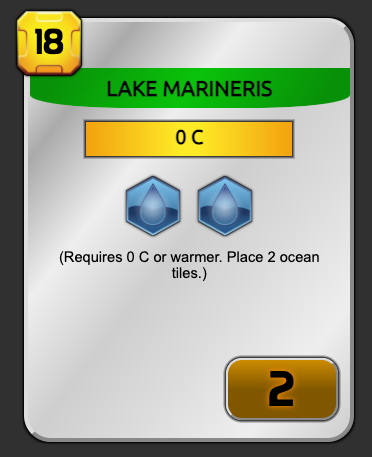 18
LAKE MARINERIS
0 C
(Requires 0 C or warmer. Place 2 ocean
tiles.)
2